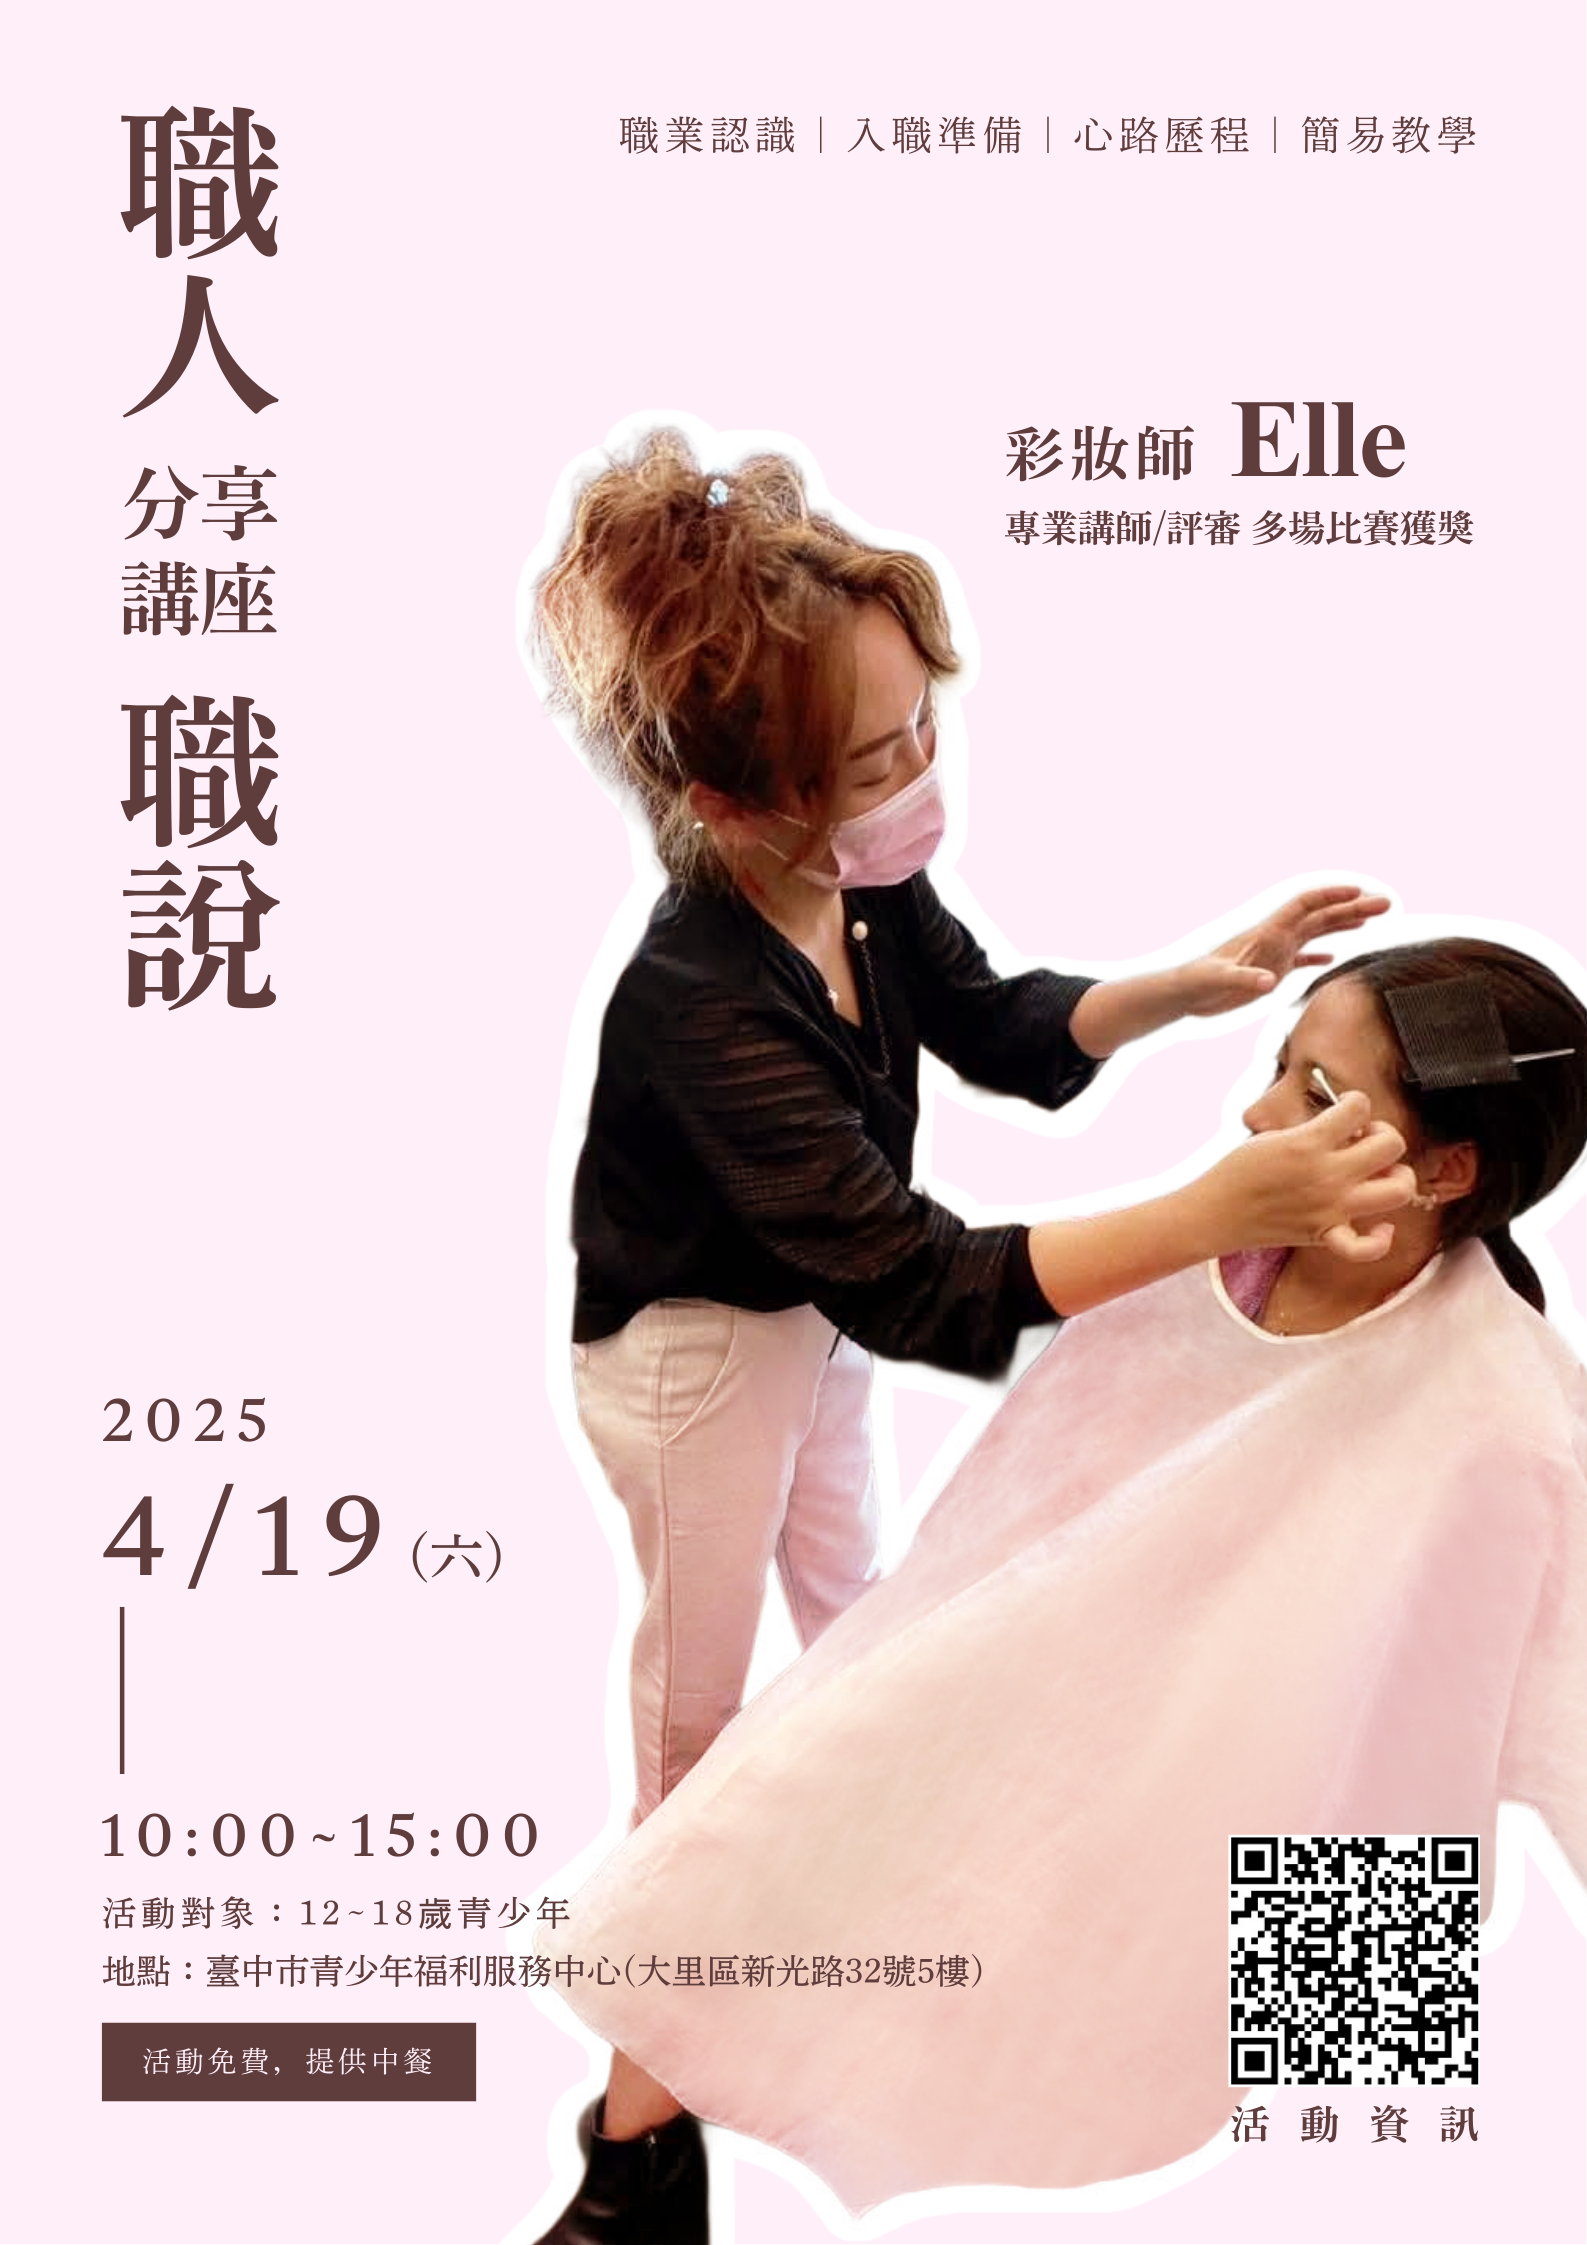 職業認識｜入職準備｜心路歷程｜簡易教學
職人
分享
講座
職說
彩妝師 Elle
專業講師/評審 多場比賽獲獎
2025
4/19 (六)
10:00~15:00
活動對象：12~18歲青少年
地點：臺中市青少年福利服務中心(大里區新光路32號5樓)
活動免費，提供中餐
活動資訊